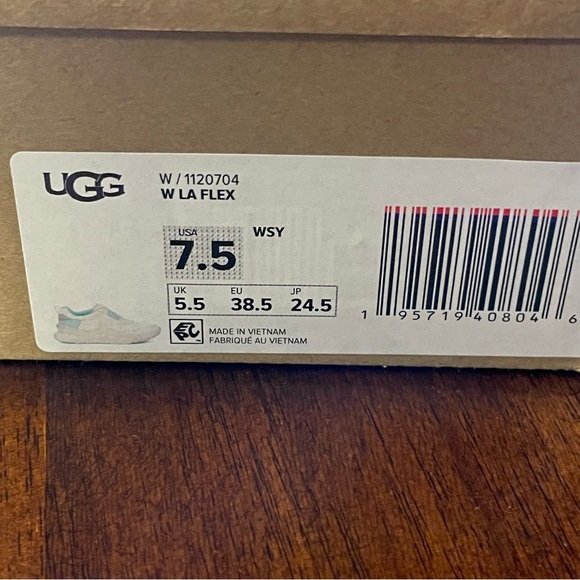 UGG
W / 1120704
W LA FLEX
USA
7.5
WSY
UK EU JP
5.5 38.5 24.5
EPC
MADE IN VIETNAM
FABRIQUÉ AU VIETNAM
1 95719 40804 6